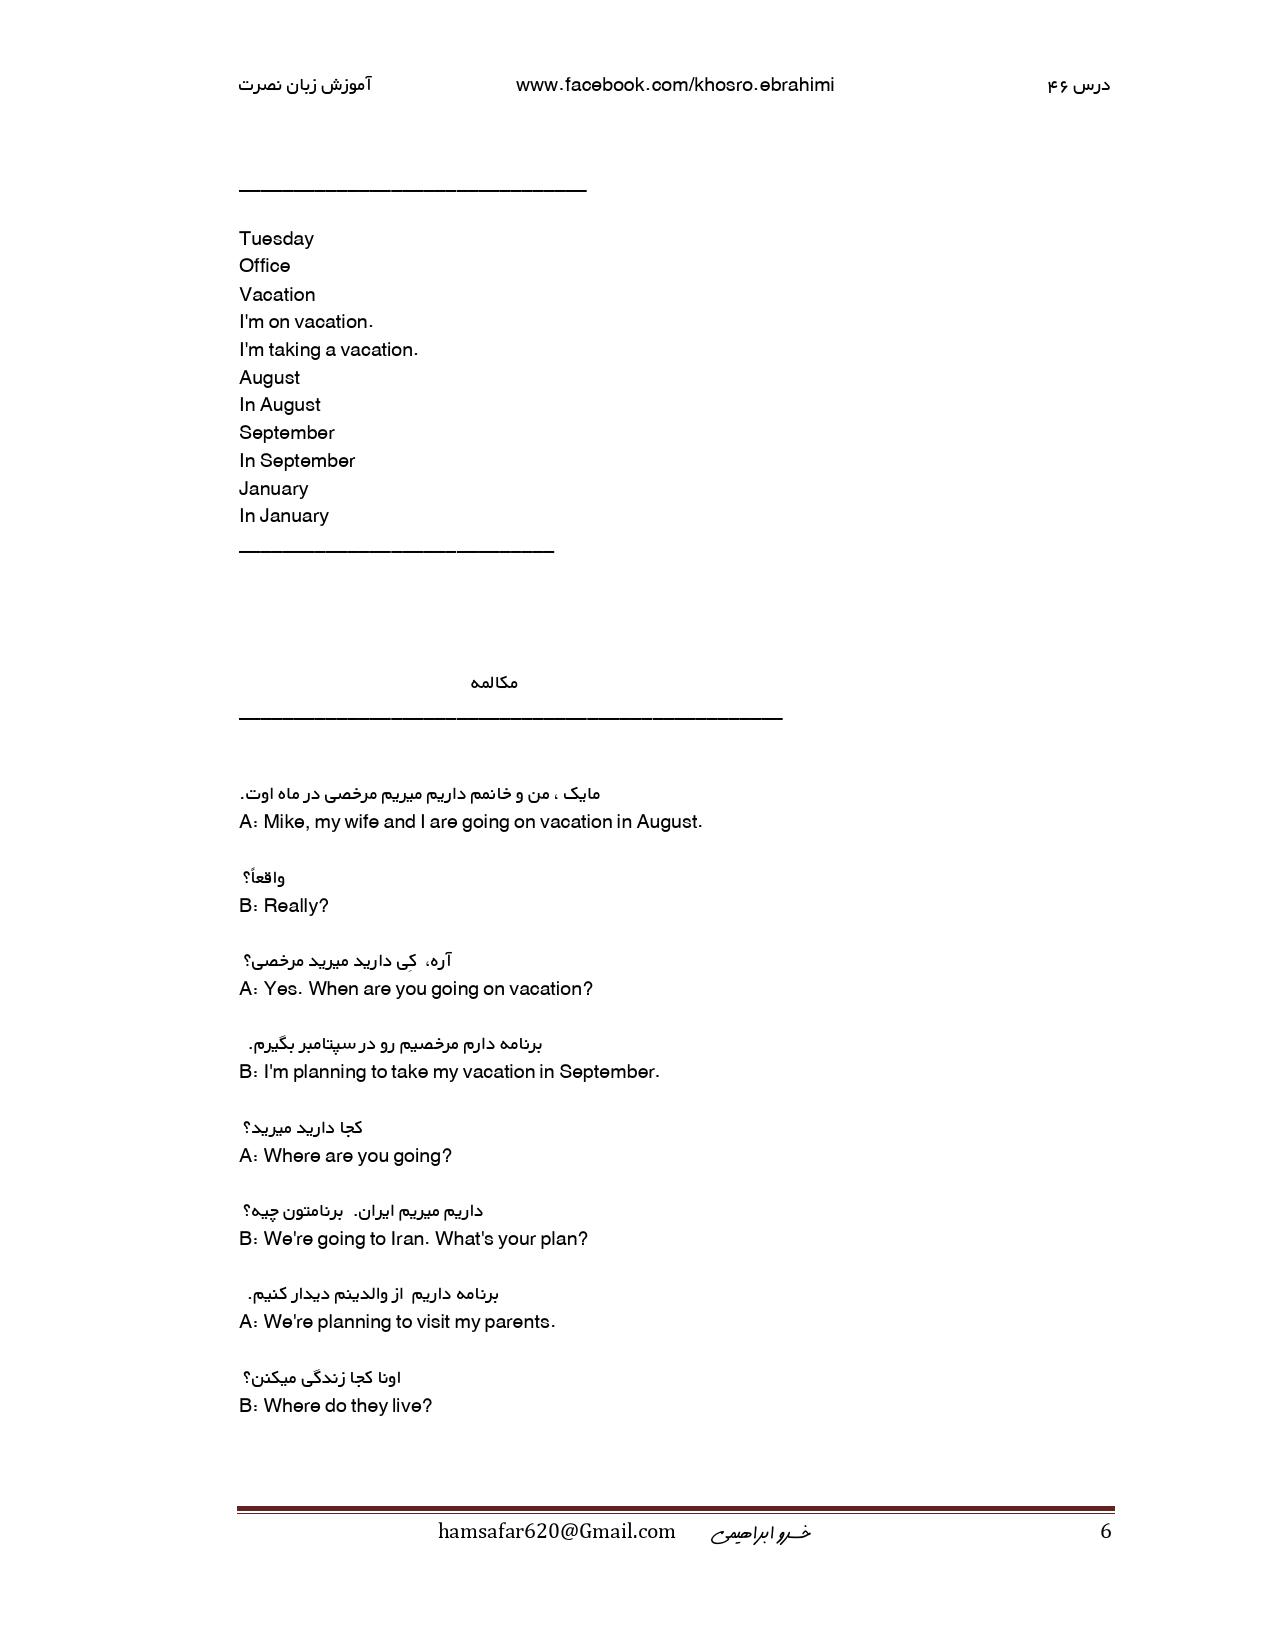 آموزش زبان نصرت www.facebook.com/khosro.ebrahimi درس ۴۶
Tuesday
Office
Vacation
I'm on vacation.
I'm taking a vacation.
August
In August
September
In September
January
In January
مکالمه
مایک ، من و خانمم داریم میریم مرخصی در ماه اوت.
A: Mike, my wife and I are going on vacation in August.
واقعاً؟
B: Really?
آره، کِی دارید میرید مرخصی؟
A: Yes. When are you going on vacation?
برنامه دارم مرخصیم رو در سپتامبر بگیرم.
B: I'm planning to take my vacation in September.
کجا دارید میرید؟
A: Where are you going?
داریم میریم ایران. برنامتون چیه؟
B: We're going to Iran. What's your plan?
برنامه داریم از والدینم دیدار کنیم.
A: We're planning to visit my parents.
اونا کجا زندگی میکنن؟
B: Where do they live?
hamsafar620@Gmail.com خسرو ابراهیمی 6